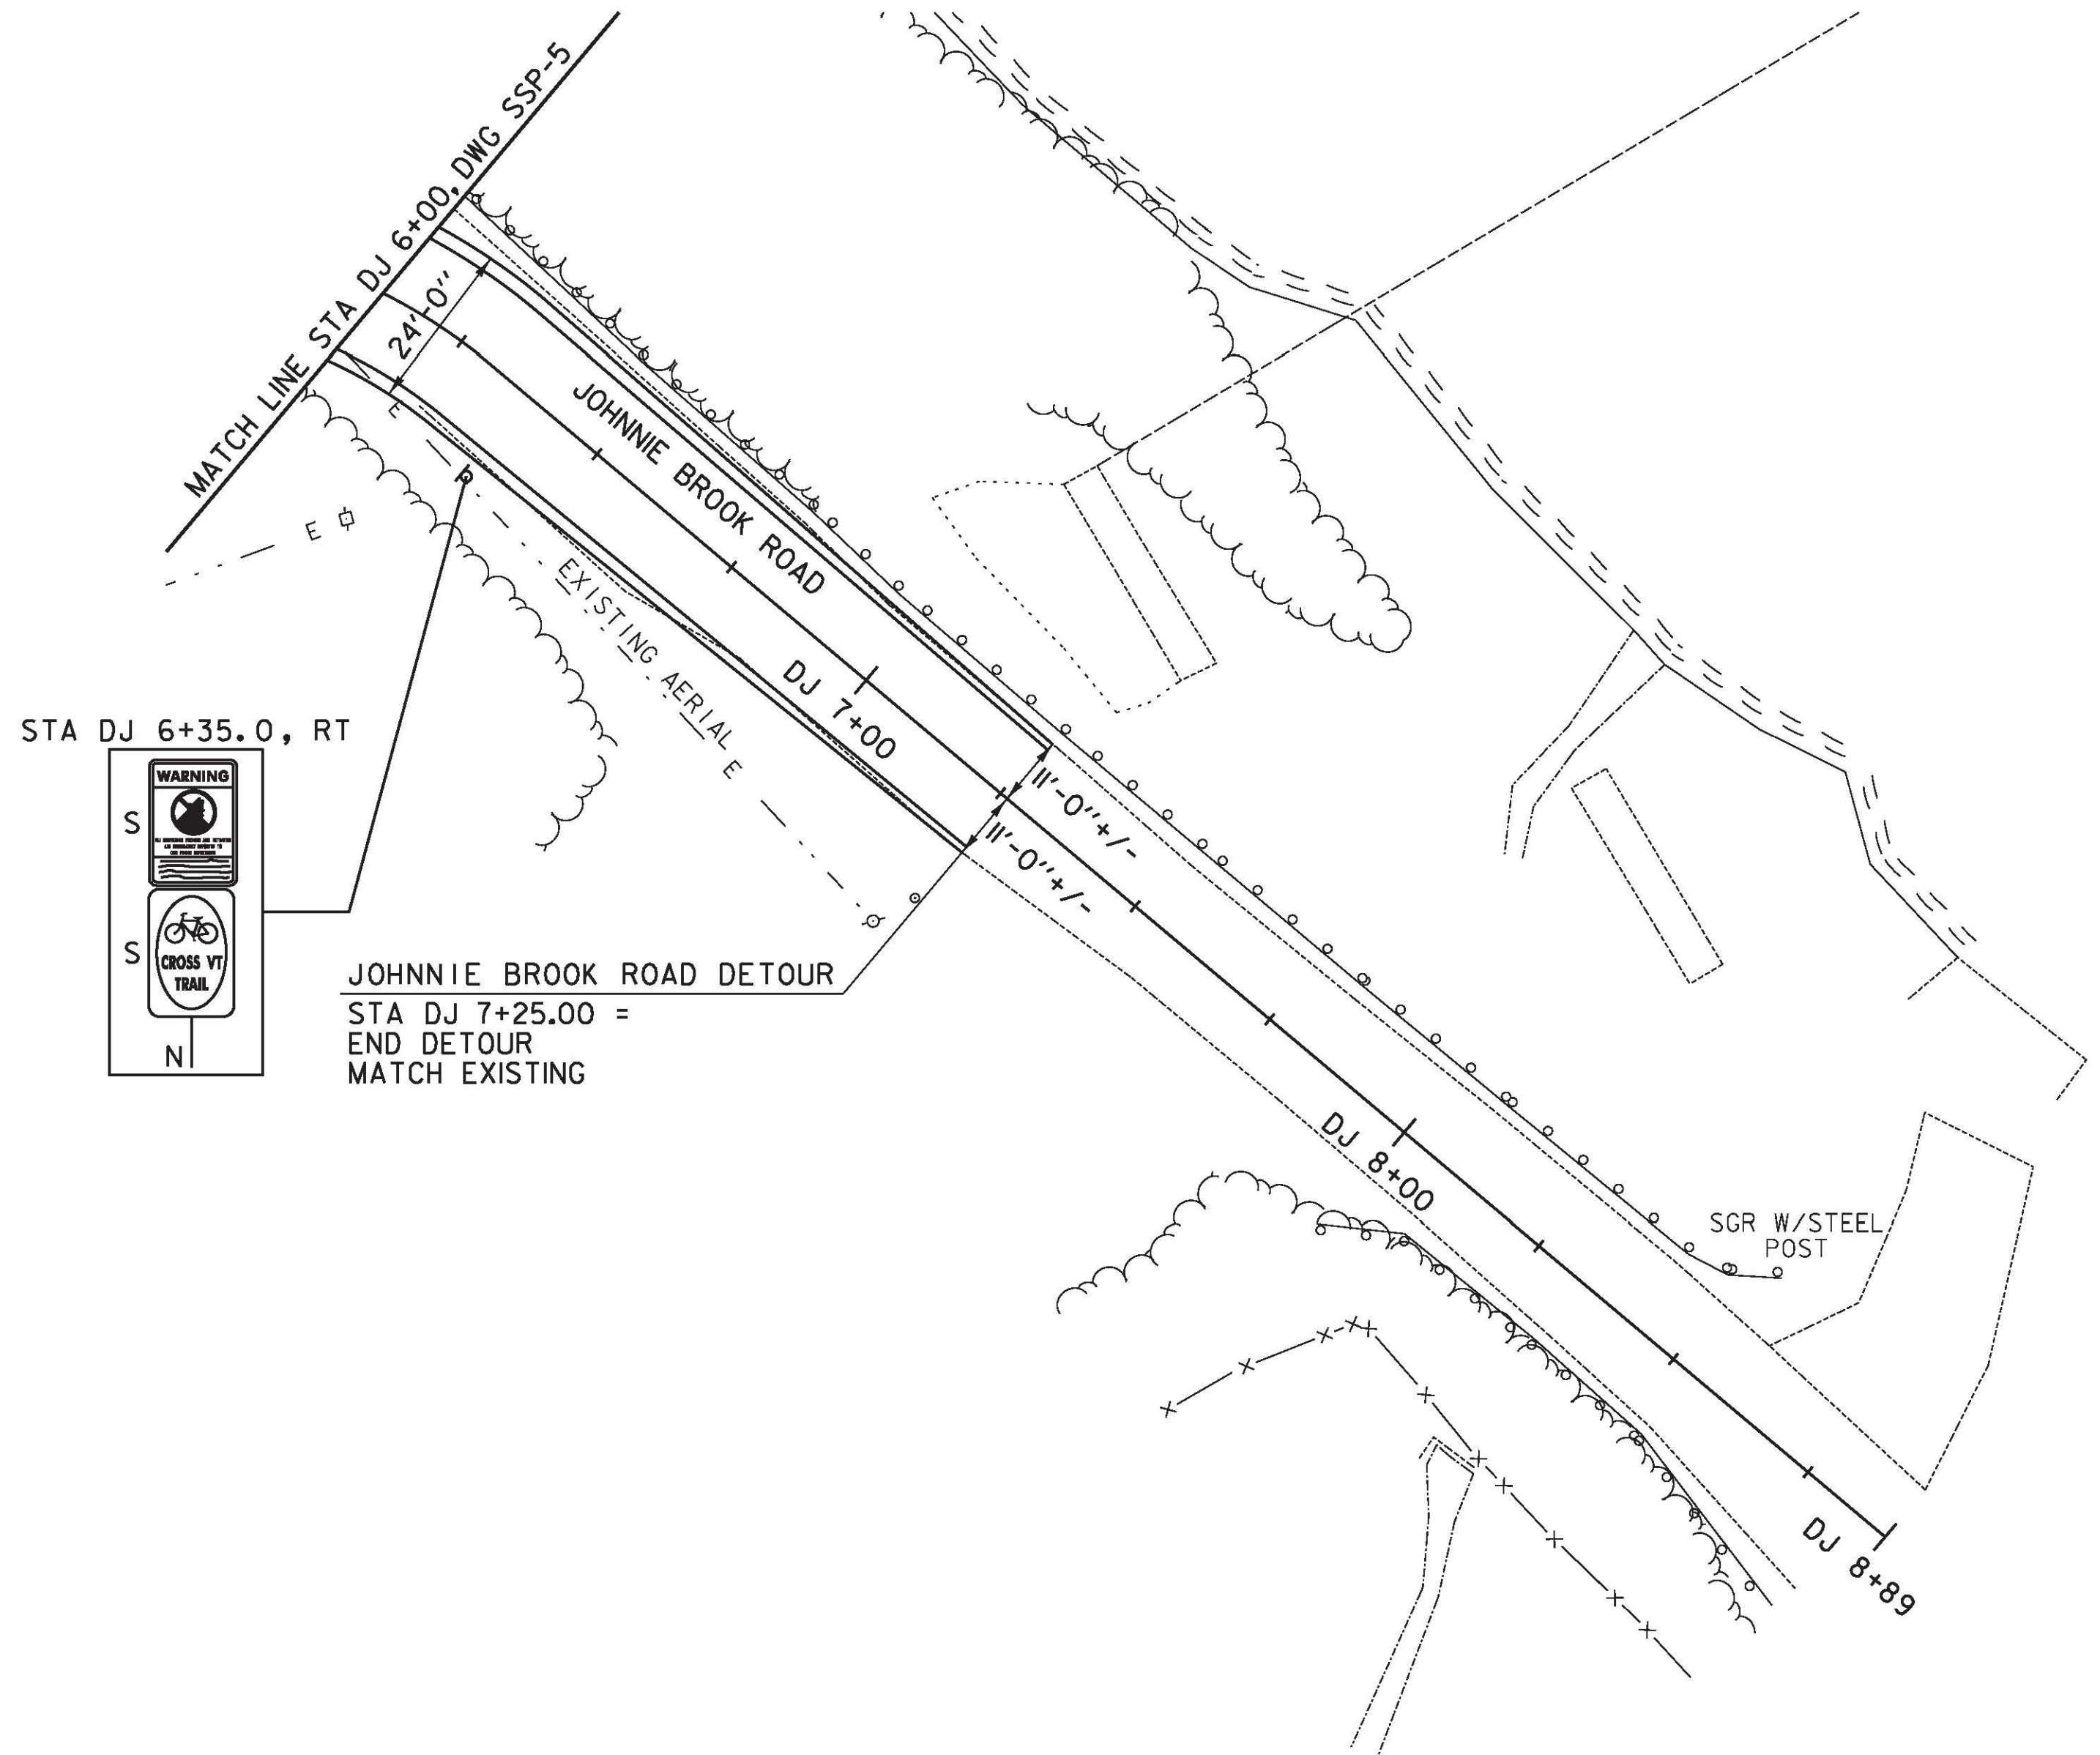 MATCH LINE STA DJ 6+00, DWG SSP-5
24'-0"
JOHNNIE BROOK ROAD
E
E
EXISTING AERIAL E
DJ 7+00
11'-0"+/-
11'-0"+/-
STA DJ 6+35.0, RT
WARNING
S
S
CROSS VT
TRAIL
N
JOHNNIE BROOK ROAD DETOUR
STA DJ 7+25.00 =
END DETOUR
MATCH EXISTING
DJ 8+00
SGR W/STEEL
POST
DJ 8+89